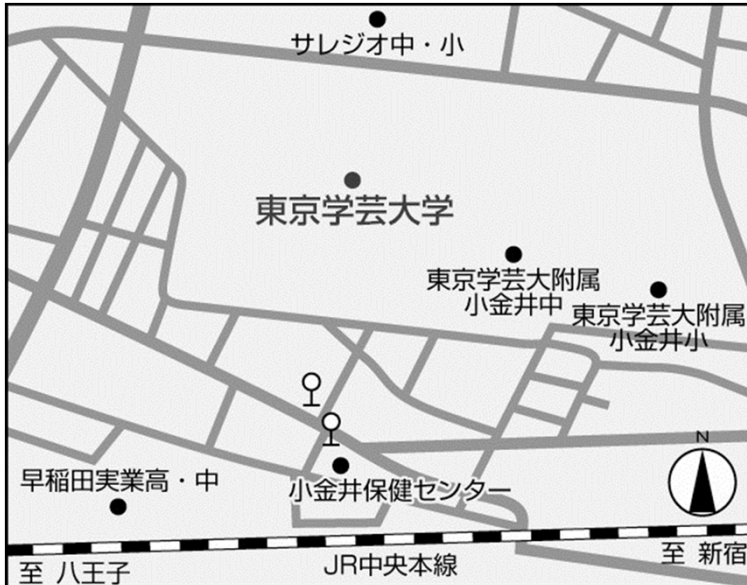 サレジオ中・小
東京学芸大学
東京学芸大附属
小金井中
東京学芸大附属
小金井小
N
早稲田実業高・中
小金井保健センター
至 新宿
JR中央本線
至 八王子